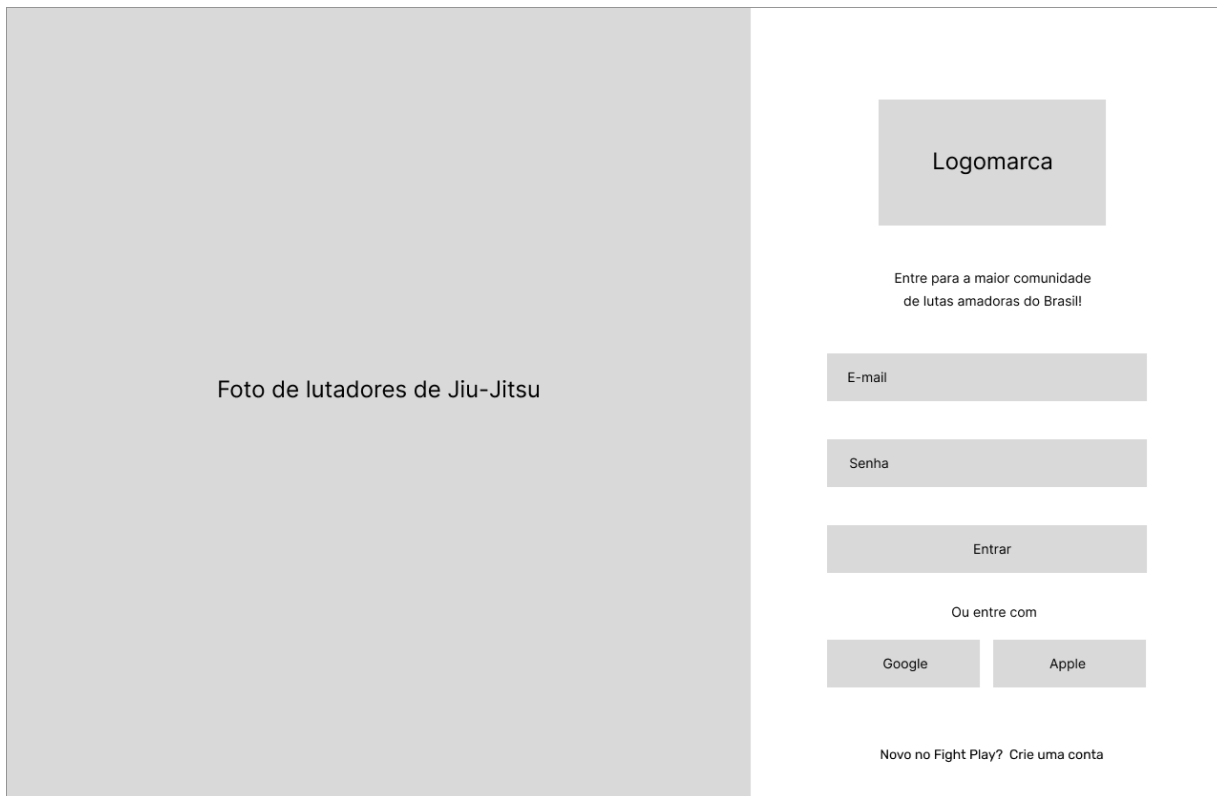 Foto de lutadores de Jiu-Jitsu
Logomarca
Entre para a maior comunidade
de lutas amadoras do Brasil!
E-mail
Senha
Entrar
Ou entre com
Google
Apple
Novo no Fight Play? Crie uma conta